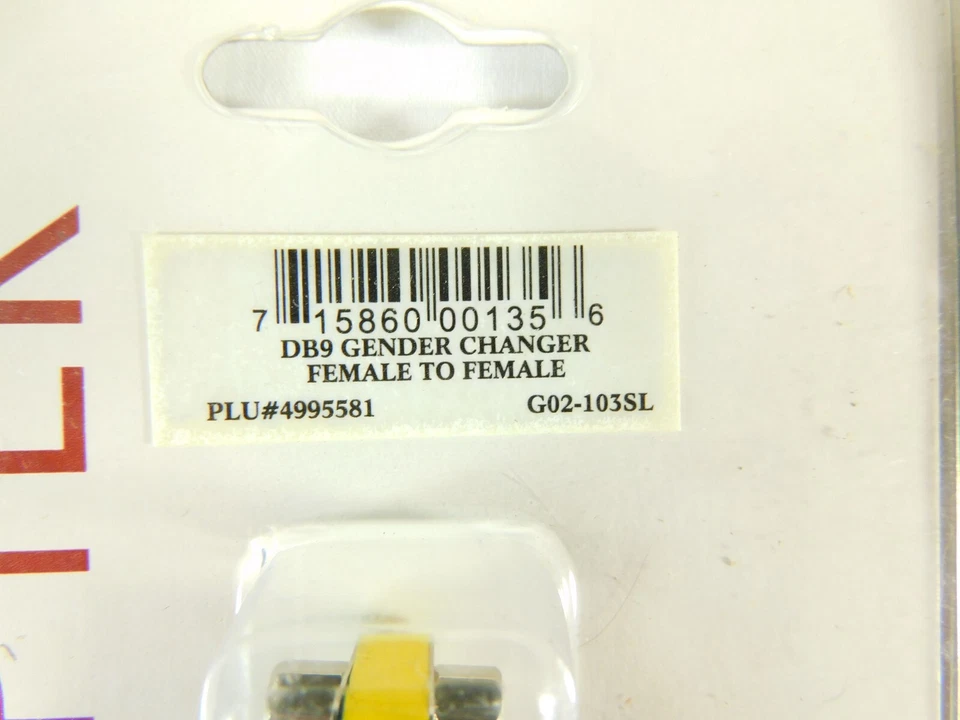 7 15860 00135 6
DB9 GENDER CHANGER
FEMALE TO FEMALE
PLU#4995581 G02-103SL